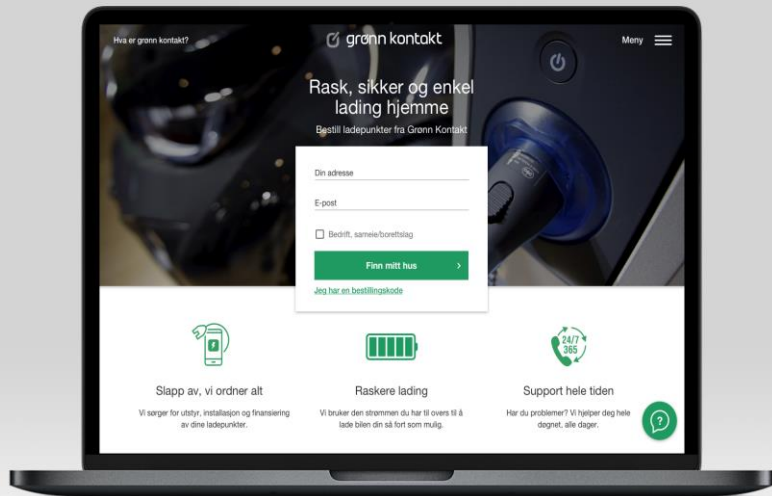 Hva er grønn kontakt?
grønn kontakt
Meny
Rask, sikker og enkel
lading hjemme
Bestill ladepunkter fra Grønn Kontakt
Din adresse
E-post
Bedrift, sameie/borettslag
Finn mitt hus
Jeg har en bestillingskode
24/7
365
Slapp av, vi ordner alt
Vi sørger for utstyr, installasjon og finansiering
av dine ladepunkter.
Raskere lading
Vi bruker den strømmen du har til overs til å
lade bilen din så fort som mulig.
Support hele tiden
Har du problemer? Vi hjelper deg hele
døgnet, alle dager.
?